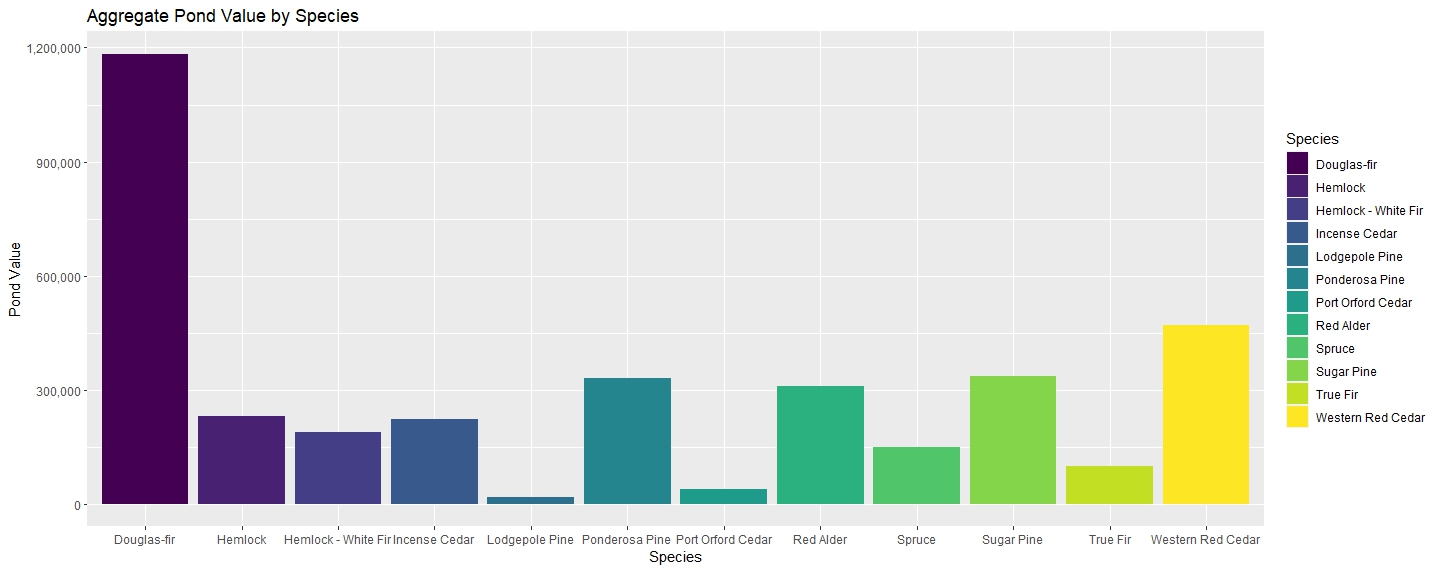 Aggregate Pond Value by Species
Pond Value
1,200,000
900,000
600,000
300,000
0
Douglas-fir
Hemlock
Hemlock - White Fir
Incense Cedar
Lodgepole Pine
Ponderosa Pine
Port Orford Cedar
Red Alder
Spruce
Sugar Pine
True Fir
Western Red Cedar
Species
Species
Douglas-fir
Hemlock
Hemlock - White Fir
Incense Cedar
Lodgepole Pine
Ponderosa Pine
Port Orford Cedar
Red Alder
Spruce
Sugar Pine
True Fir
Western Red Cedar